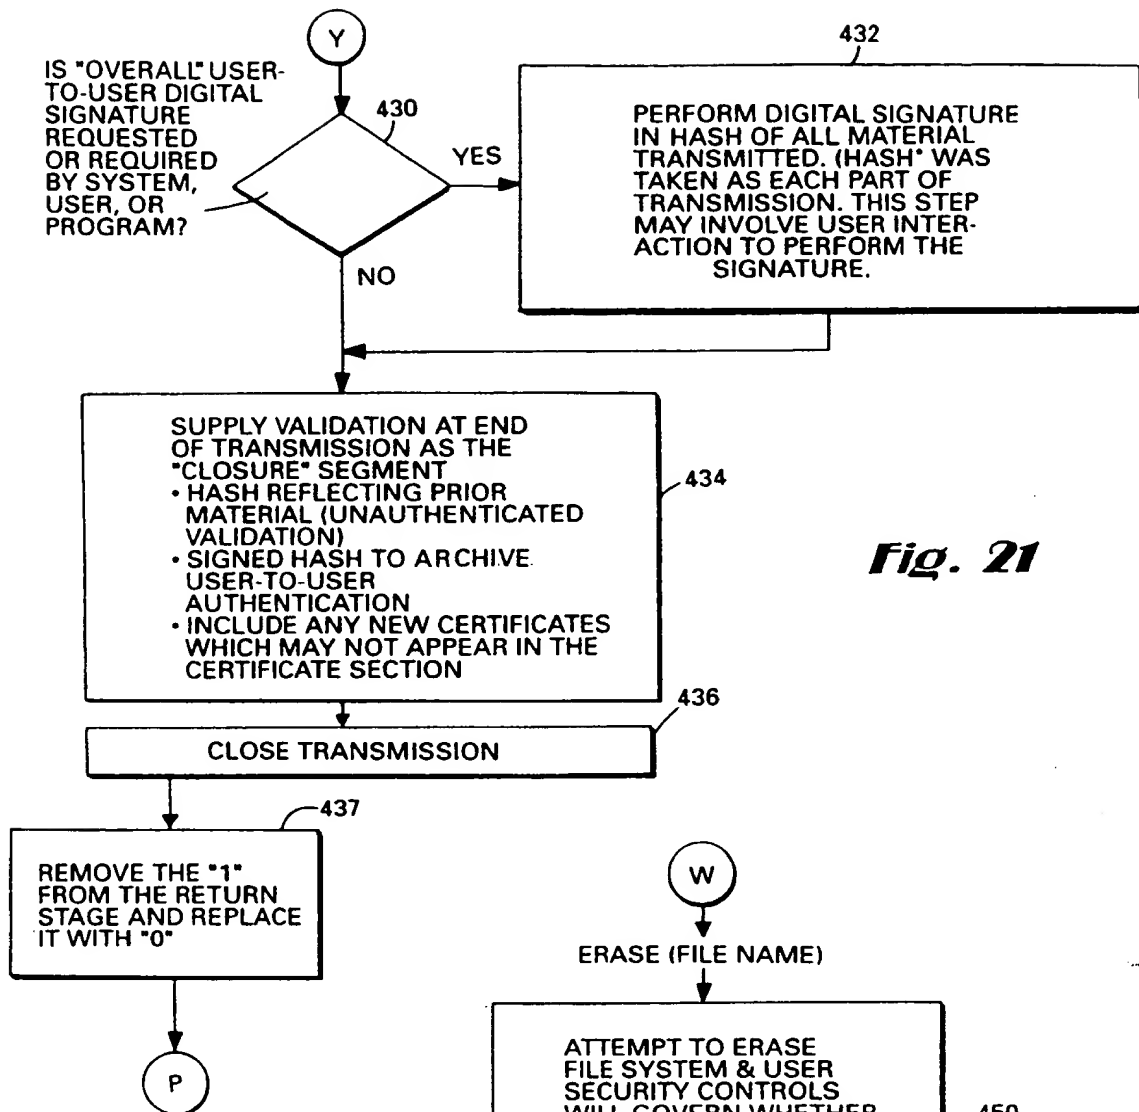 Y
IS "OVERALL" USER-
TO-USER DIGITAL
SIGNATURE
REQUESTED
OR REQUIRED
BY SYSTEM,
USER, OR
PROGRAM?
430
YES
NO
432
PERFORM DIGITAL SIGNATURE
IN HASH OF ALL MATERIAL
TRANSMITTED. (HASH" WAS
TAKEN AS EACH PART OF
TRANSMISSION. THIS STEP
MAY INVOLVE USER INTER-
ACTION TO PERFORM THE
SIGNATURE.
SUPPLY VALIDATION AT END
OF TRANSMISSION AS THE
"CLOSURE" SEGMENT
• HASH REFLECTING PRIOR
MATERIAL (UNAUTHENTICATED
VALIDATION)
• SIGNED HASH TO ARCHIVE
USER-TO-USER
AUTHENTICATION
• INCLUDE ANY NEW CERTIFICATES
WHICH MAY NOT APPEAR IN THE
CERTIFICATE SECTION
434
Fig. 21
436
CLOSE TRANSMISSION
437
REMOVE THE "1"
FROM THE RETURN
STAGE AND REPLACE
IT WITH "0"
P
W
ERASE (FILE NAME)
ATTEMPT TO ERASE
FILE SYSTEM & USER
SECURITY CONTROLS
WILL GOVERN WHETHER